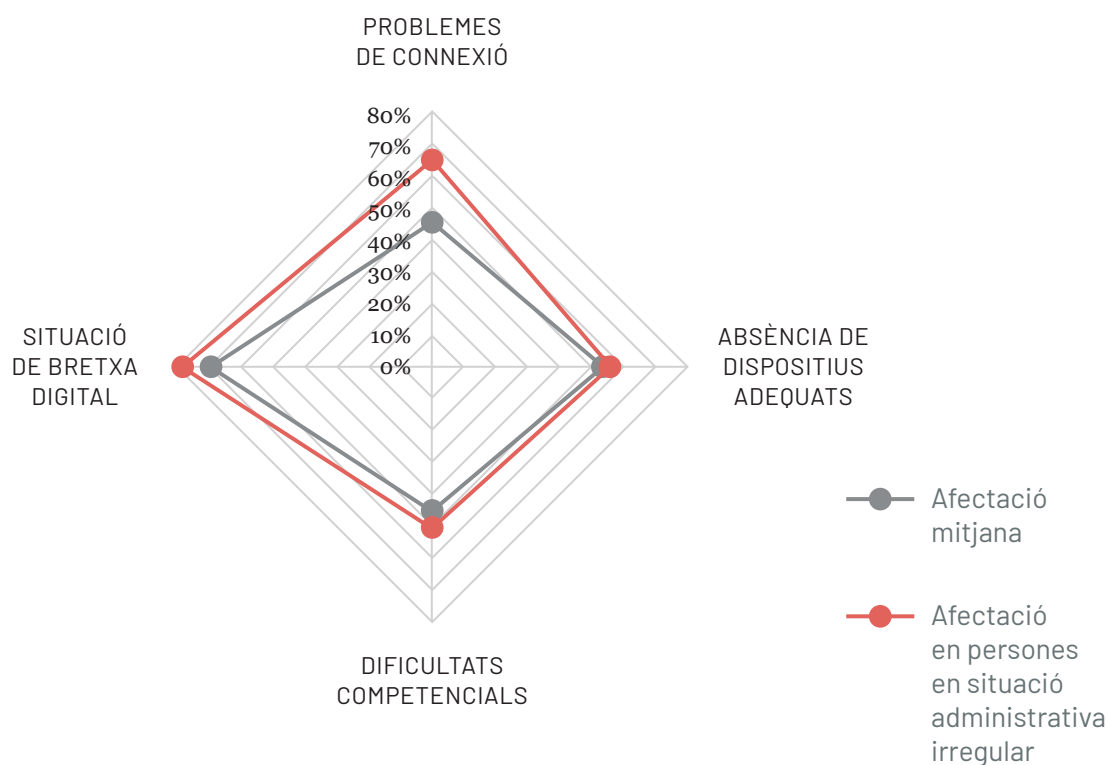 PROBLEMES
DE CONNEXIÓ
80%
70%
60%
50%
40%
30%
20%
10%
0%
SITUACIÓ
DE BRETXA
DIGITAL
ABSÈNCIA DE
DISPOSITIUS
ADEQUATS
DIFICULTATS
COMPETENCIALS
Afectació
mitjana
Afectació
en persones
en situació
administrativa
irregular